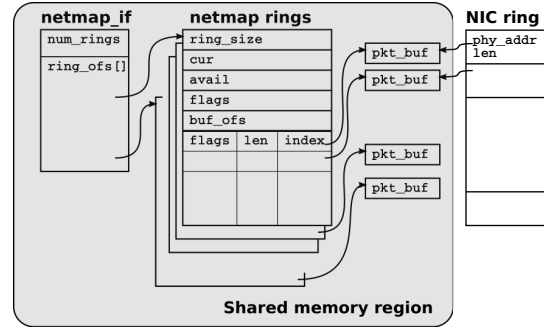 netmap_if
netmap rings
NIC ring
num_rings
ring_ofs[]
ring_size
cur
avail
flags
buf_ofs
flags len index
pkt_buf
pkt_buf
pkt_buf
pkt_buf
phy_addr
len
Shared memory region